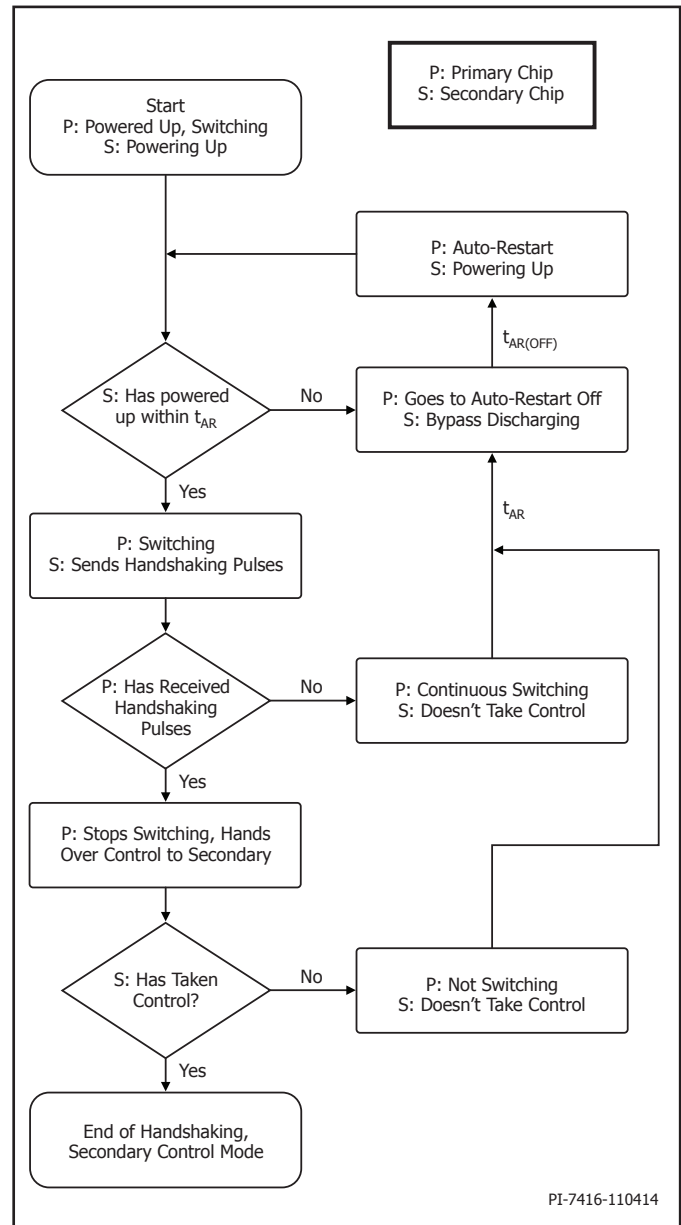 P: Primary Chip
S: Secondary Chip
Start
P: Powered Up, Switching
S: Powering Up
P: Auto-Restart
S: Powering Up
tAR(OFF)
S: Has powered
up within tAR
No
P: Goes to Auto-Restart Off
S: Bypass Discharging
Yes
tAR
P: Switching
S: Sends Handshaking Pulses
P: Has Received
Handshaking
Pulses
No
P: Continuous Switching
S: Doesn't Take Control
Yes
P: Stops Switching, Hands
Over Control to Secondary
S: Has Taken
Control?
No
P: Not Switching
S: Doesn't Take Control
Yes
End of Handshaking,
Secondary Control Mode
PI-7416-110414